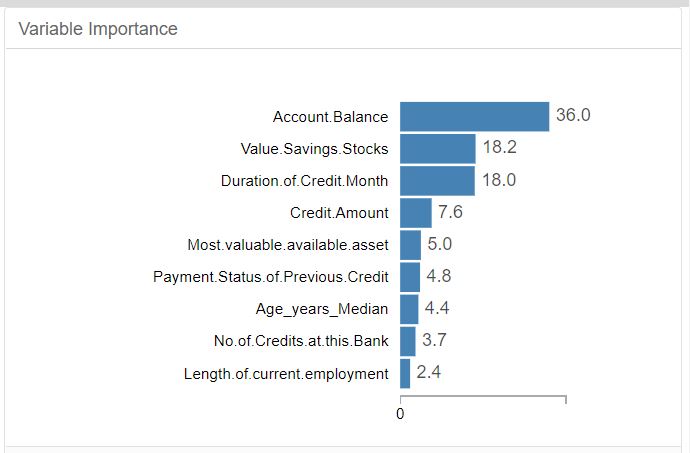 Variable Importance
Account.Balance 36.0
Value.Savings.Stocks 18.2
Duration.of.Credit.Month 18.0
Credit.Amount 7.6
Most.valuable.available.asset 5.0
Payment.Status.of.Previous.Credit 4.8
Age_years_Median 4.4
No.of.Credits.at.this.Bank 3.7
Length.of.current.employment 2.4
0